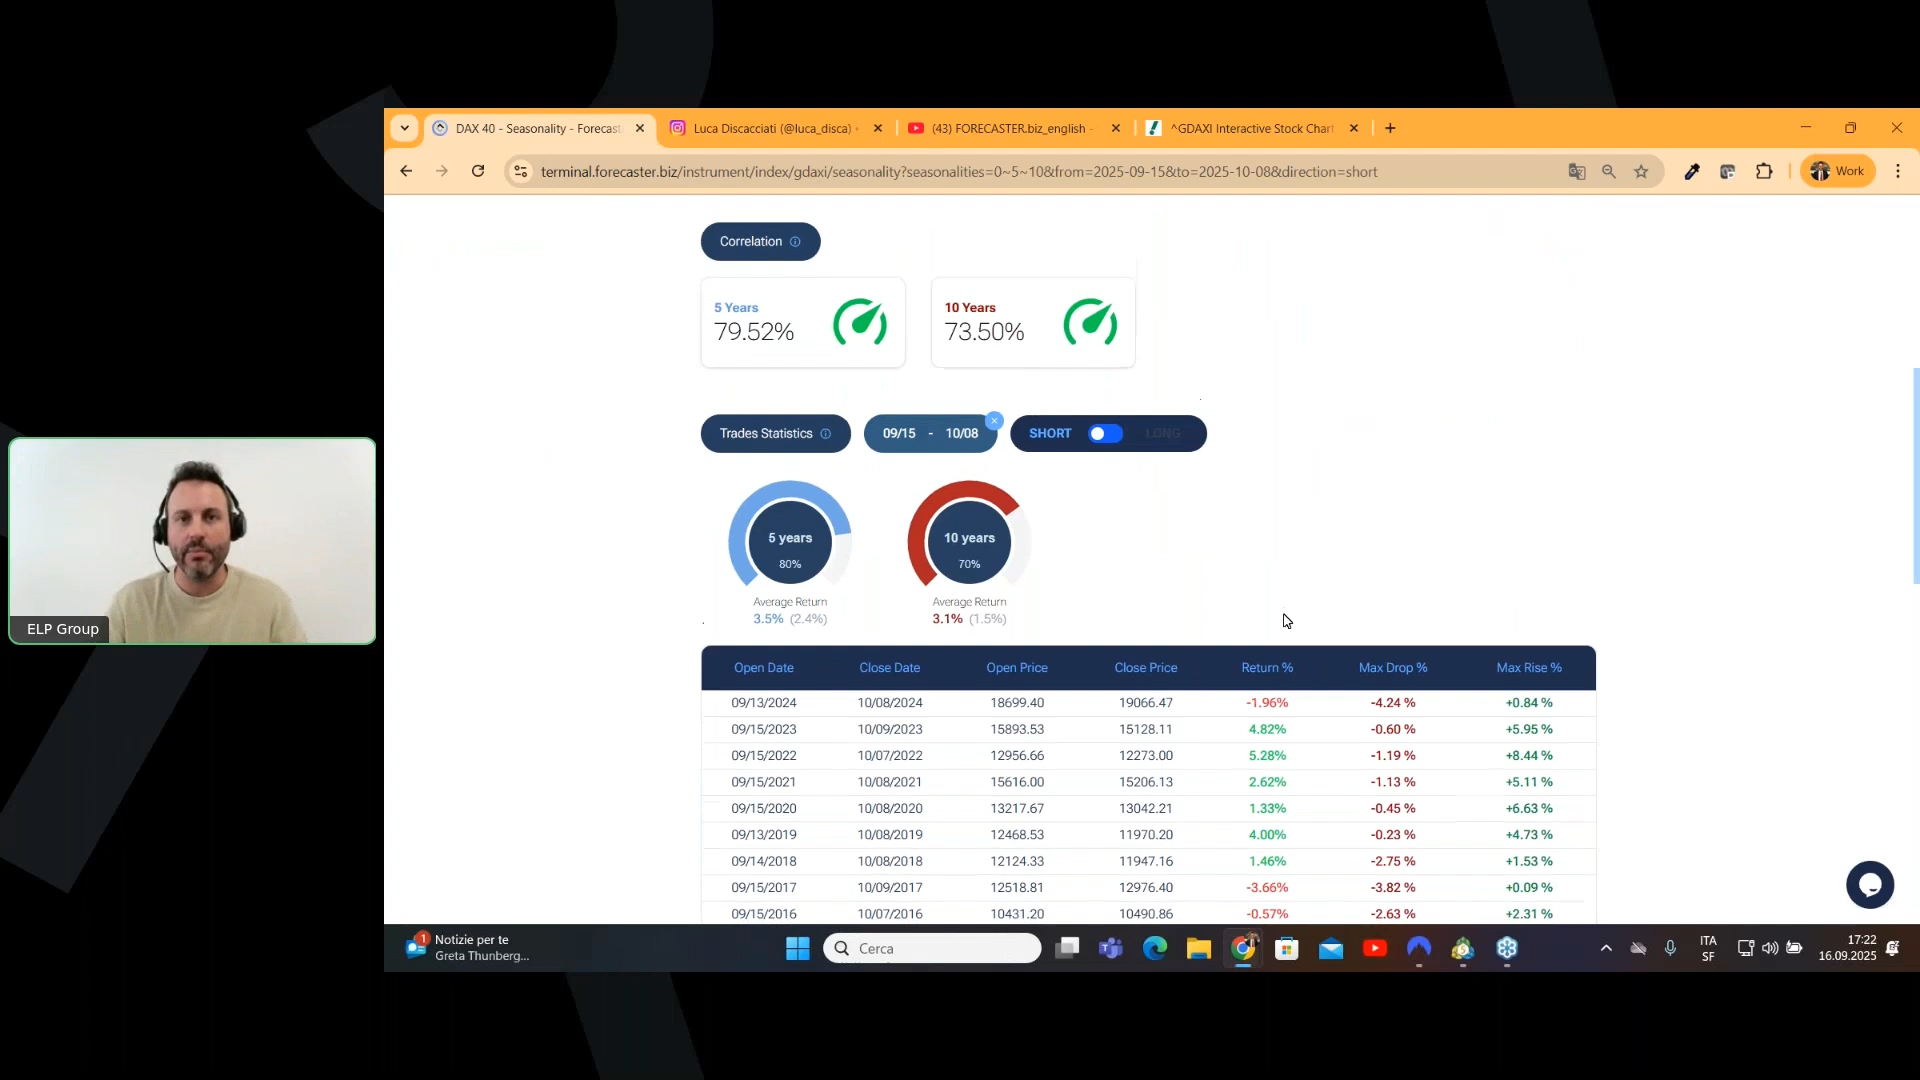 DAX 40 - Seasonality - Forecast
Luca Discacciati (@luca_disca)
(43) FORECASTER.biz_english -
^GDAXI Interactive Stock Chart
terminal.forecaster.biz/instrument/index/gdaxi/seasonality?seasonalities=0~5~10&from=2025-09-15&to=2025-10-08&direction=short
Work
Correlation
5 Years
79.52%
10 Years
73.50%
Trades Statistics
09/15 - 10/08
SHORT
LONG
5 years
80%
Average Return
3.5% (2.4%)
10 years
70%
Average Return
3.1% (1.5%)
Open Date Close Date Open Price Close Price Return % Max Drop % Max Rise %
09/13/2024 10/08/2024 18699.40 19066.47 -1.96% -4.24 % +0.84 %
09/15/2023 10/09/2023 15893.53 15128.11 4.82% -0.60 % +5.95 %
09/15/2022 10/07/2022 12956.66 12273.00 5.28% -1.19 % +8.44 %
09/15/2021 10/08/2021 15616.00 15206.13 2.62% -1.13 % +5.11 %
09/15/2020 10/08/2020 13217.67 13042.21 1.33% -0.45 % +6.63 %
09/13/2019 10/08/2019 12468.53 11970.20 4.00% -0.23 % +4.73 %
09/14/2018 10/08/2018 12124.33 11947.16 1.46% -2.75 % +1.53 %
09/15/2017 10/09/2017 12518.81 12976.40 -3.66% -3.82 % +0.09 %
09/15/2016 10/07/2016 10431.20 10490.86 -0.57% -2.63 % +2.31 %
ELP Group
1
Notizie per te
Greta Thunberg...
Cerca
ITA
SF
17:22
16.09.2025